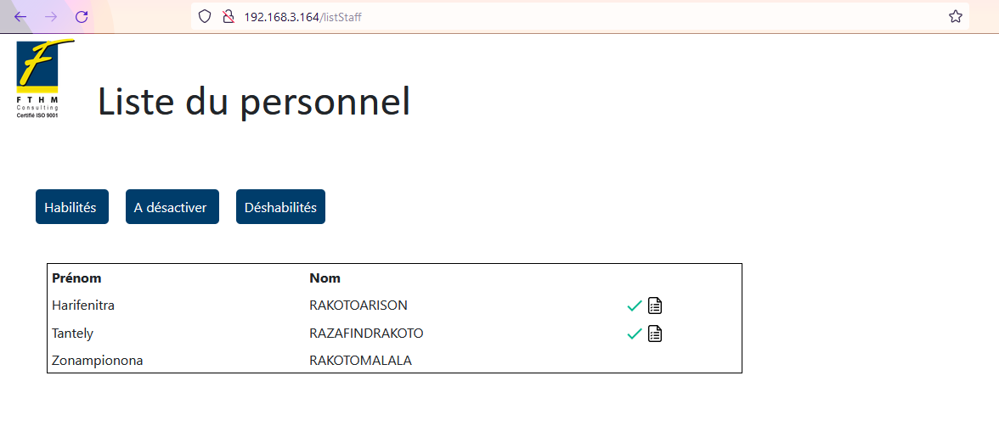 192.168.3.164/listStaff
F T H M
Consulting
Certifié ISO 9001
Liste du personnel
Habilités A désactiver Déshabilités
Prénom Nom
Harifenitra RAKOTOARISON
Tantely RAZAFINDRAKOTO
Zonampionona RAKOTOMALALA